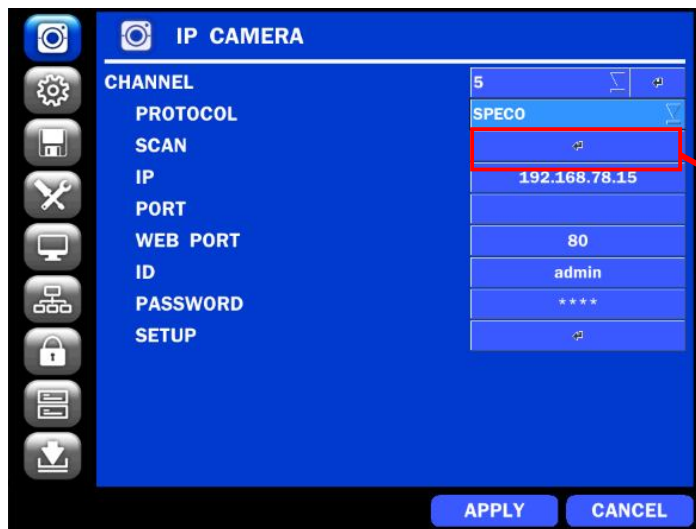 IP CAMERA
CHANNEL 5
PROTOCOL SPECO
SCAN
IP 192.168.78.15
PORT
WEB PORT 80
ID admin
PASSWORD ****
SETUP
APPLY CANCEL